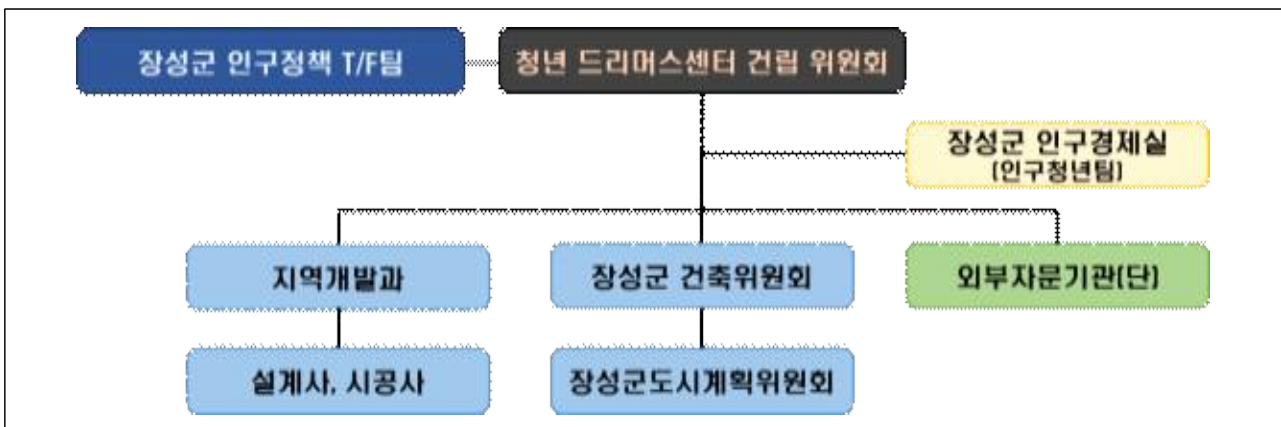 장성군 인구정책 T/F팀
청년 드리머스센터 건립 위원회
장성군 인구경제실
(인구청년팀)
지역개발과
장성군 건축위원회
외부자문기관(단)
설계사, 시공사
장성군도시계획위원회